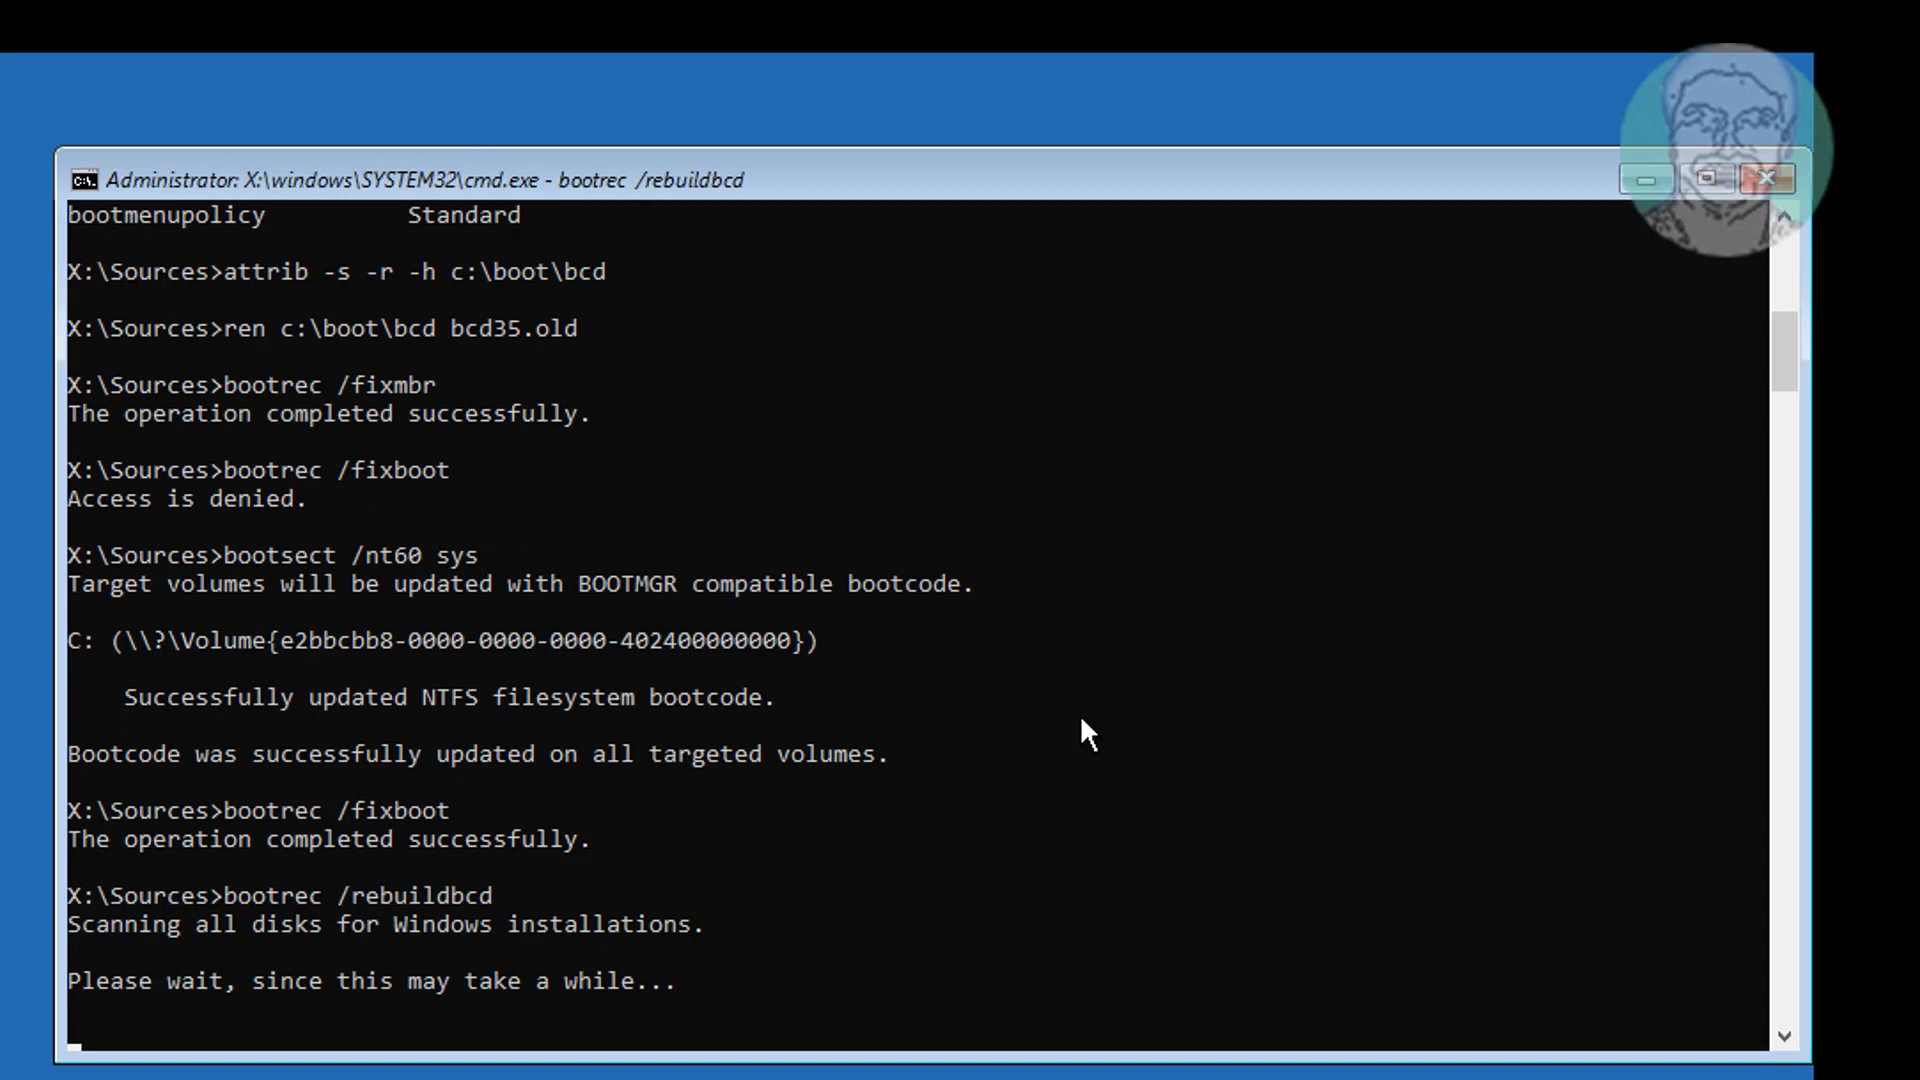 Administrator: X:\windows\SYSTEM32\cmd.exe - bootrec /rebuildbcd
bootmenupolicy          Standard
X:\Sources>attrib -s -r -h c:\boot\bcd
X:\Sources>ren c:\boot\bcd bcd35.old
X:\Sources>bootrec /fixmbr
The operation completed successfully.
X:\Sources>bootrec /fixboot
Access is denied.
X:\Sources>bootsect /nt60 sys
Target volumes will be updated with BOOTMGR compatible bootcode.
C: (\\?\Volume{e2bbcbb8-0000-0000-0000-402400000000})
Successfully updated NTFS filesystem bootcode.
Bootcode was successfully updated on all targeted volumes.
X:\Sources>bootrec /fixboot
The operation completed successfully.
X:\Sources>bootrec /rebuildbcd
Scanning all disks for Windows installations.
Please wait, since this may take a while...